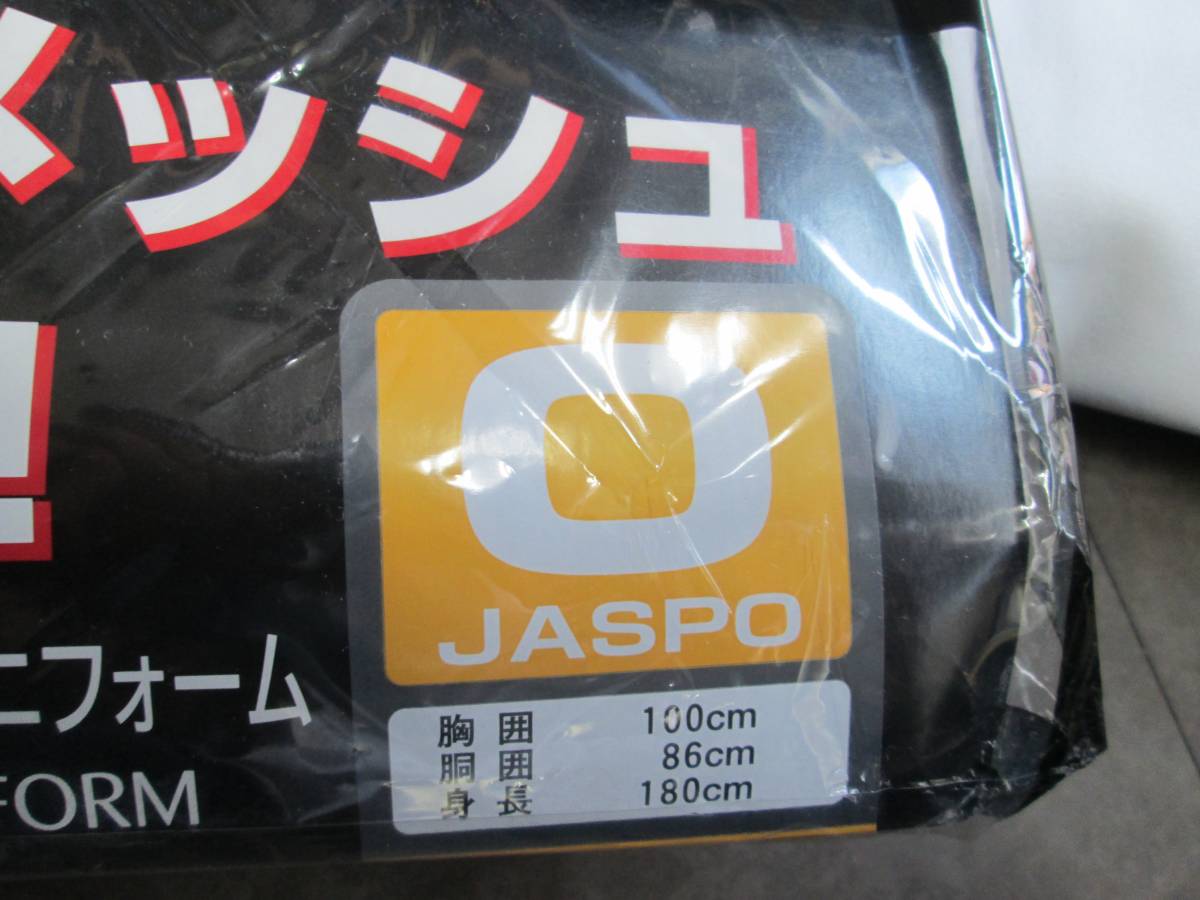 メッシュ
!
O
JASPO
ニフォーム
FORM
胸囲 100cm
胴囲 86cm
身長 180cm